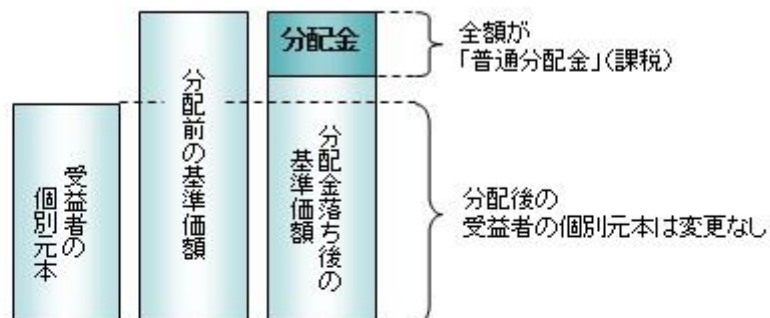 受益者の
個別元本
分配前の基準価額
分配金
分配金落ち後の
基準価額
全額が
「普通分配金」(課税)
分配後の
受益者の個別元本は変更なし